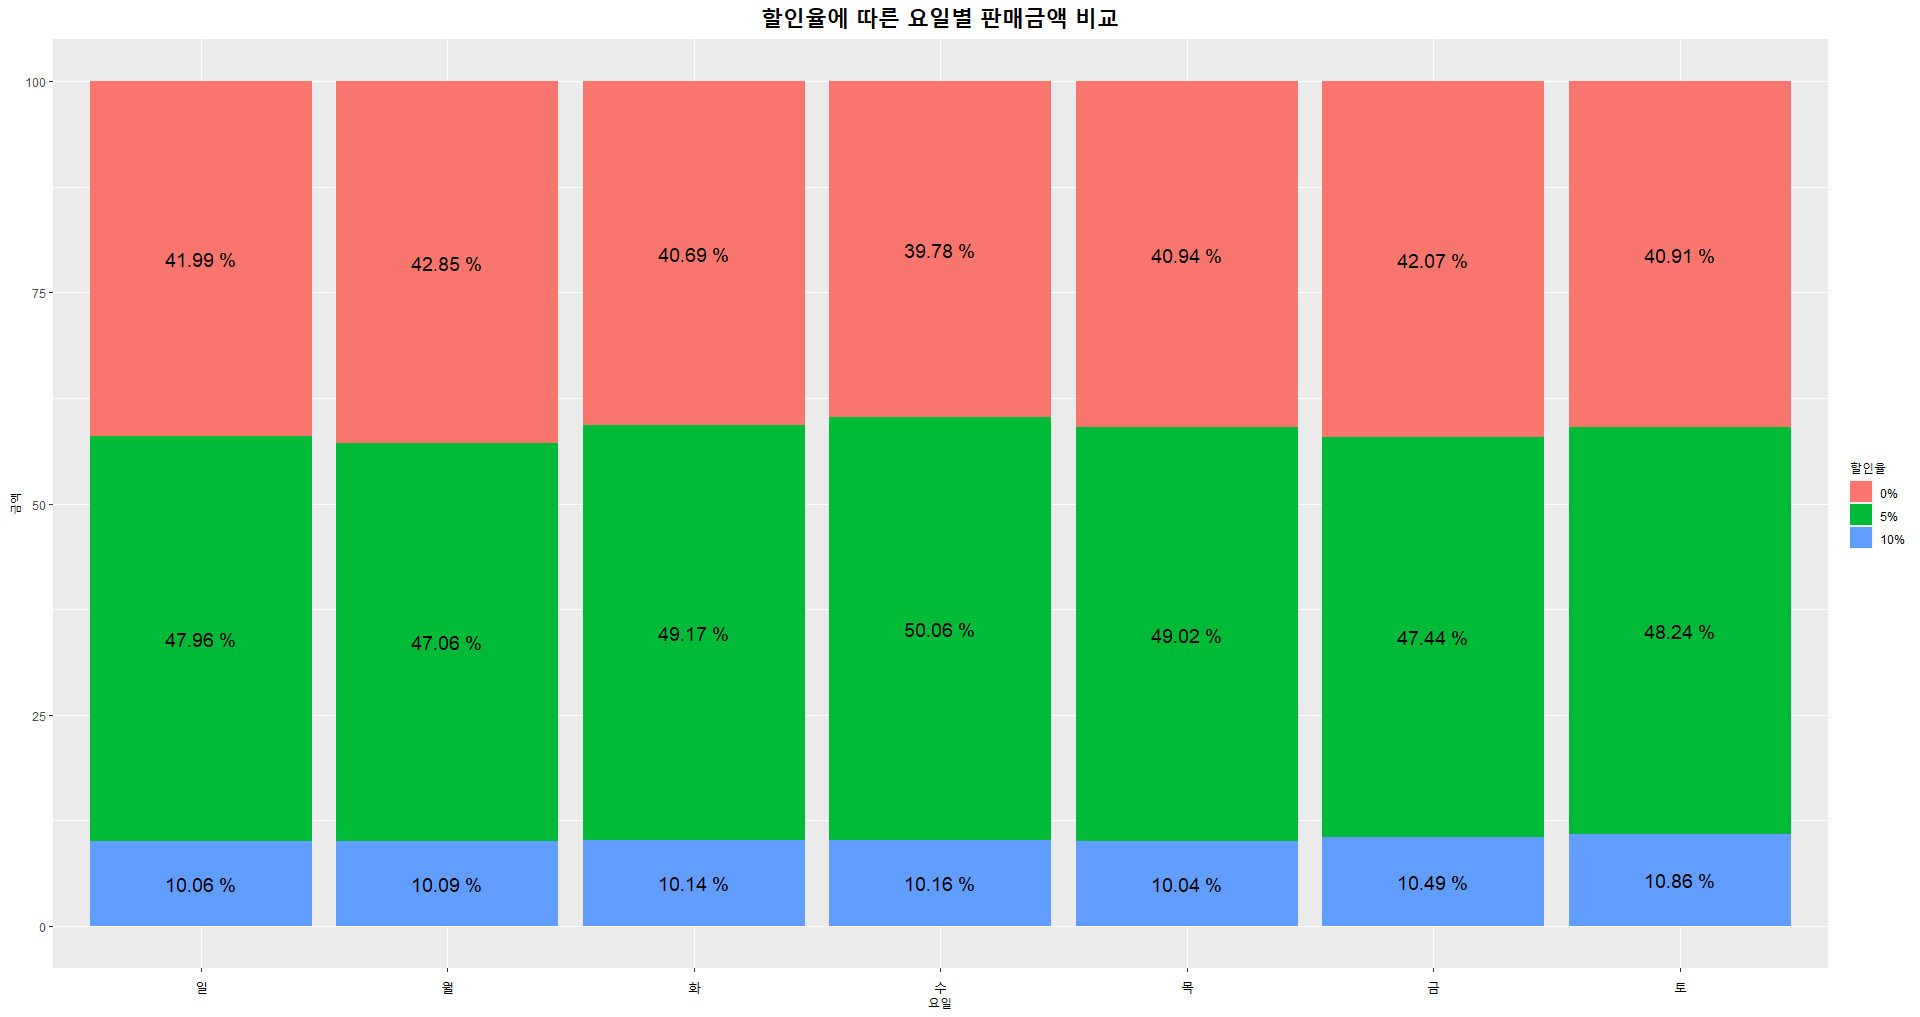 할인율에 따른 요일별 판매금액 비교
100
75
50
25
0
금액
41.99 % 42.85 % 40.69 % 39.78 % 40.94 % 42.07 % 40.91 %
47.96 % 47.06 % 49.17 % 50.06 % 49.02 % 47.44 % 48.24 %
10.06 % 10.09 % 10.14 % 10.16 % 10.04 % 10.49 % 10.86 %
일 월 화 수 목 금 토
요일
할인율
0%
5%
10%